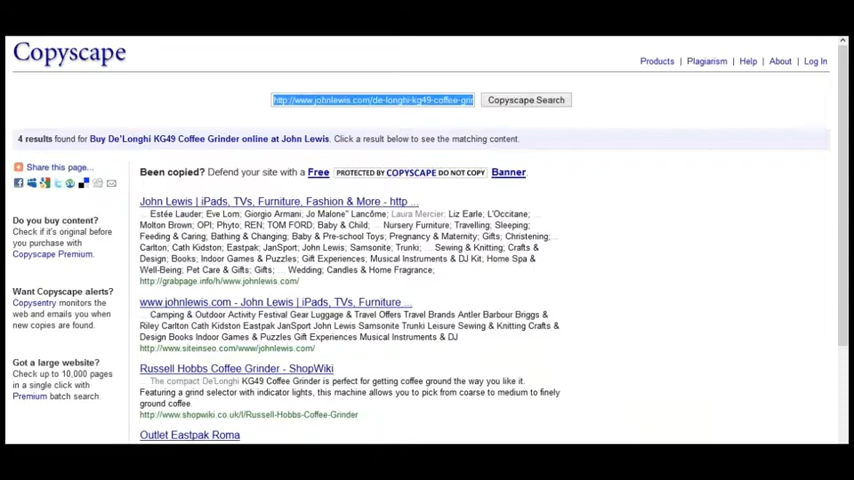 Copyscape
Products | Plagiarism | Help | About | Log In
http://www.johnlewis.com/de-longhi-kg49-coffee-grin
Copyscape Search
4 results found for Buy De'Longhi KG49 Coffee Grinder online at John Lewis. Click a result below to see the matching content.
Share this page...
Do you buy content?
Check if it's original before
you purchase with
Copyscape Premium.
Want Copyscape alerts?
Copysentry monitors the
web and emails you when
new copies are found.
Got a large website?
Check up to 10,000 pages
in a single click with
Premium batch search.
Been copied? Defend your site with a Free PROTECTED BY COPYSCAPE DO NOT COPY Banner
John Lewis | iPads, TVs, Furniture, Fashion & More - http ...
... Estée Lauder; Eve Lom; Giorgio Armani, Jo Malone" Lancôme; Laura Mercier; Liz Earle; L'Occitane, ...
Molton Brown; OPI; Phyto; REN; TOM FORD; Baby & Child; ... Nursery Furniture; Travelling; Sleeping;
Feeding & Caring; Bathing & Changing; Baby & Pre-school Toys; Pregnancy & Maternity; Gifts; Christening;
Carlton; Cath Kidston; Eastpak; JanSport; John Lewis; Samsonite; Trunki; ... Sewing & Knitting; Crafts &
Design; Books; Indoor Games & Puzzles; Gift Experiences; Musical Instruments & DJ Kit; Home Spa &
Well-Being; Pet Care & Gifts; Gifts; ... Wedding; Candles & Home Fragrance,
http://grabpage.info/h/www.johnlewis.com/
www.johnlewis.com - John Lewis | iPads, TVs, Furniture ...
... Camping & Outdoor Activity Festival Gear Luggage & Travel Offers Travel Brands Antler Barbour Briggs &
Riley Carlton Cath Kidston Eastpak JanSport John Lewis Samsonite Trunki Leisure Sewing & Knitting Crafts &
Design Books Indoor Games & Puzzles Gift Experiences Musical Instruments & DJ
http://www.siteinseo.com/www/johnlewis.com/
Russell Hobbs Coffee Grinder - ShopWiki
... The compact De'Longhi KG49 Coffee Grinder is perfect for getting coffee ground the way you like it.
Featuring a grind selector with indicator lights, this machine allows you to pick from coarse to medium to finely
ground coffee.
http://www.shopwiki.co.uk/l/Russell-Hobbs-Coffee-Grinder
Outlet Eastpak Roma